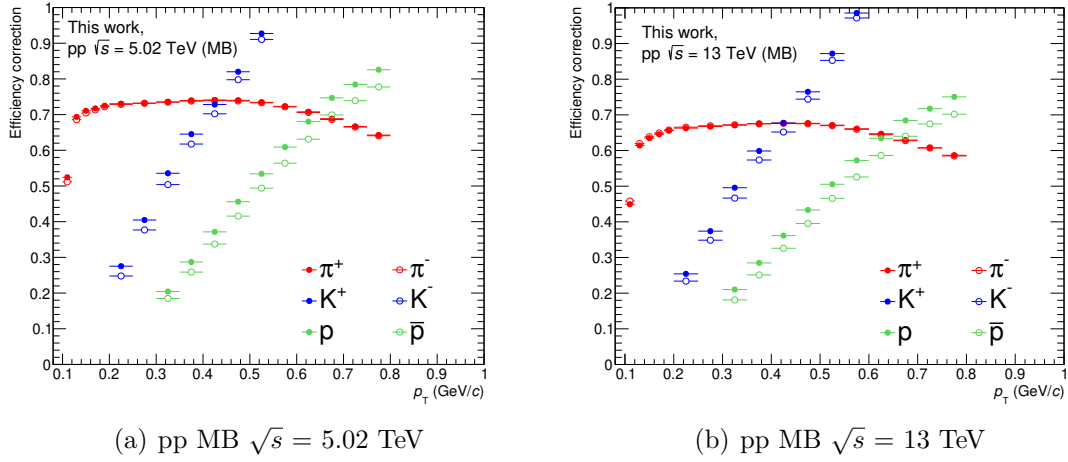 This work,
pp √s = 5.02 TeV (MB)
Efficiency correction
1
0.9
0.8
0.7
0.6
0.5
0.4
0.3
0.2
0.1
0
0.1 0.2 0.3 0.4 0.5 0.6 0.7 0.8 0.9 1
p_T (GeV/c)
π⁺ π⁻
K⁺ K⁻
p p̅
(a) pp MB √s = 5.02 TeV
This work,
pp √s = 13 TeV (MB)
Efficiency correction
1
0.9
0.8
0.7
0.6
0.5
0.4
0.3
0.2
0.1
0
0.1 0.2 0.3 0.4 0.5 0.6 0.7 0.8 0.9 1
p_T (GeV/c)
π⁺ π⁻
K⁺ K⁻
p p̅
(b) pp MB √s = 13 TeV